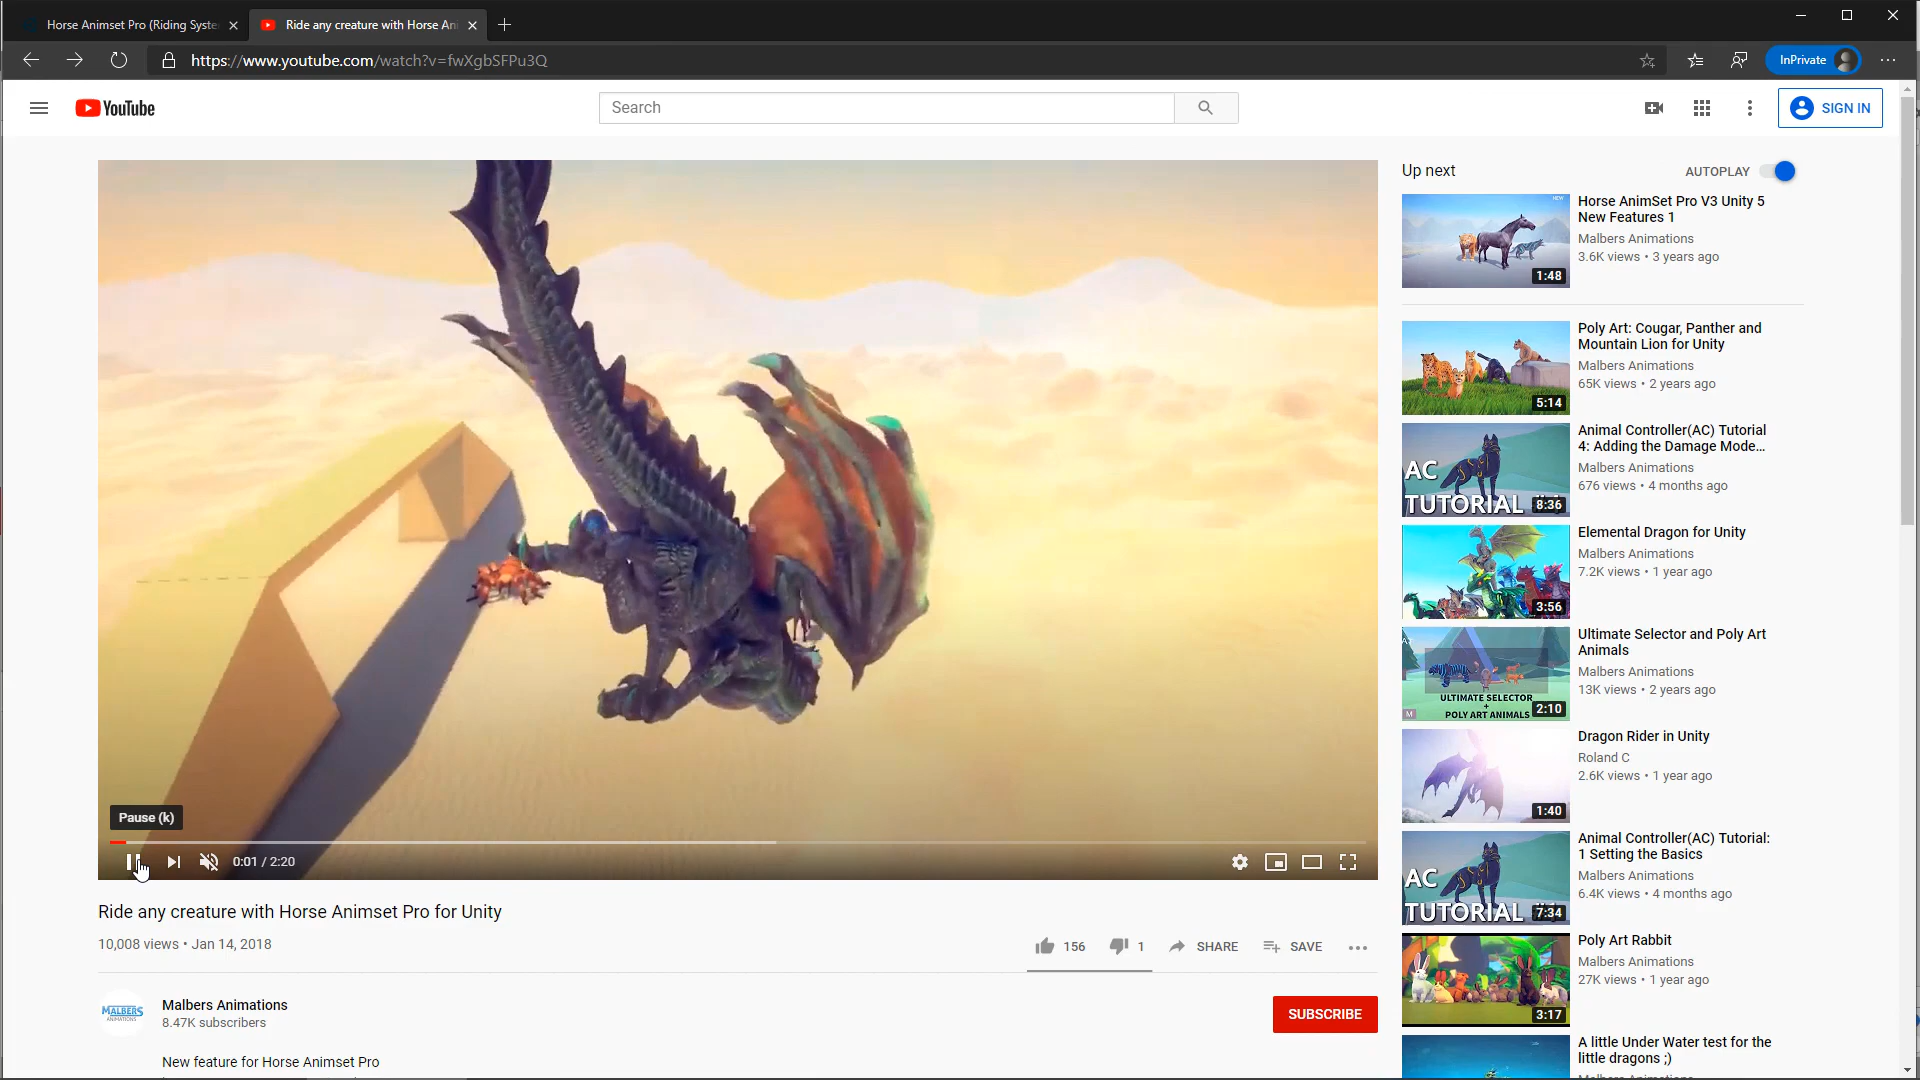 Horse Animset Pro (Riding Syste
Ride any creature with Horse An
https://www.youtube.com/watch?v=fwXgbSFPu3Q
InPrivate
YouTube
Search
SIGN IN
Pause (k)
0:01 / 2:20
Ride any creature with Horse Animset Pro for Unity
10,008 views • Jan 14, 2018
156
1
SHARE
SAVE
MALBERS
ANIMATIONS
Malbers Animations
8.47K subscribers
SUBSCRIBE
New feature for Horse Animset Pro
Up next
AUTOPLAY
NEW
1:48
Horse AnimSet Pro V3 Unity 5
New Features 1
Malbers Animations
3.6K views • 3 years ago
5:14
Poly Art: Cougar, Panther and
Mountain Lion for Unity
Malbers Animations
65K views • 2 years ago
AC
TUTORIAL
8:36
Animal Controller(AC) Tutorial
4: Adding the Damage Mode...
Malbers Animations
676 views • 4 months ago
3:56
Elemental Dragon for Unity
Malbers Animations
7.2K views • 1 year ago
ULTIMATE SELECTOR
+
POLY ART ANIMALS
M
2:10
Ultimate Selector and Poly Art
Animals
Malbers Animations
13K views • 2 years ago
1:40
Dragon Rider in Unity
Roland C
2.6K views • 1 year ago
AC
TUTORIAL
7:34
Animal Controller(AC) Tutorial:
1 Setting the Basics
Malbers Animations
6.4K views • 4 months ago
3:17
Poly Art Rabbit
Malbers Animations
27K views • 1 year ago
A little Under Water test for the
little dragons ;)